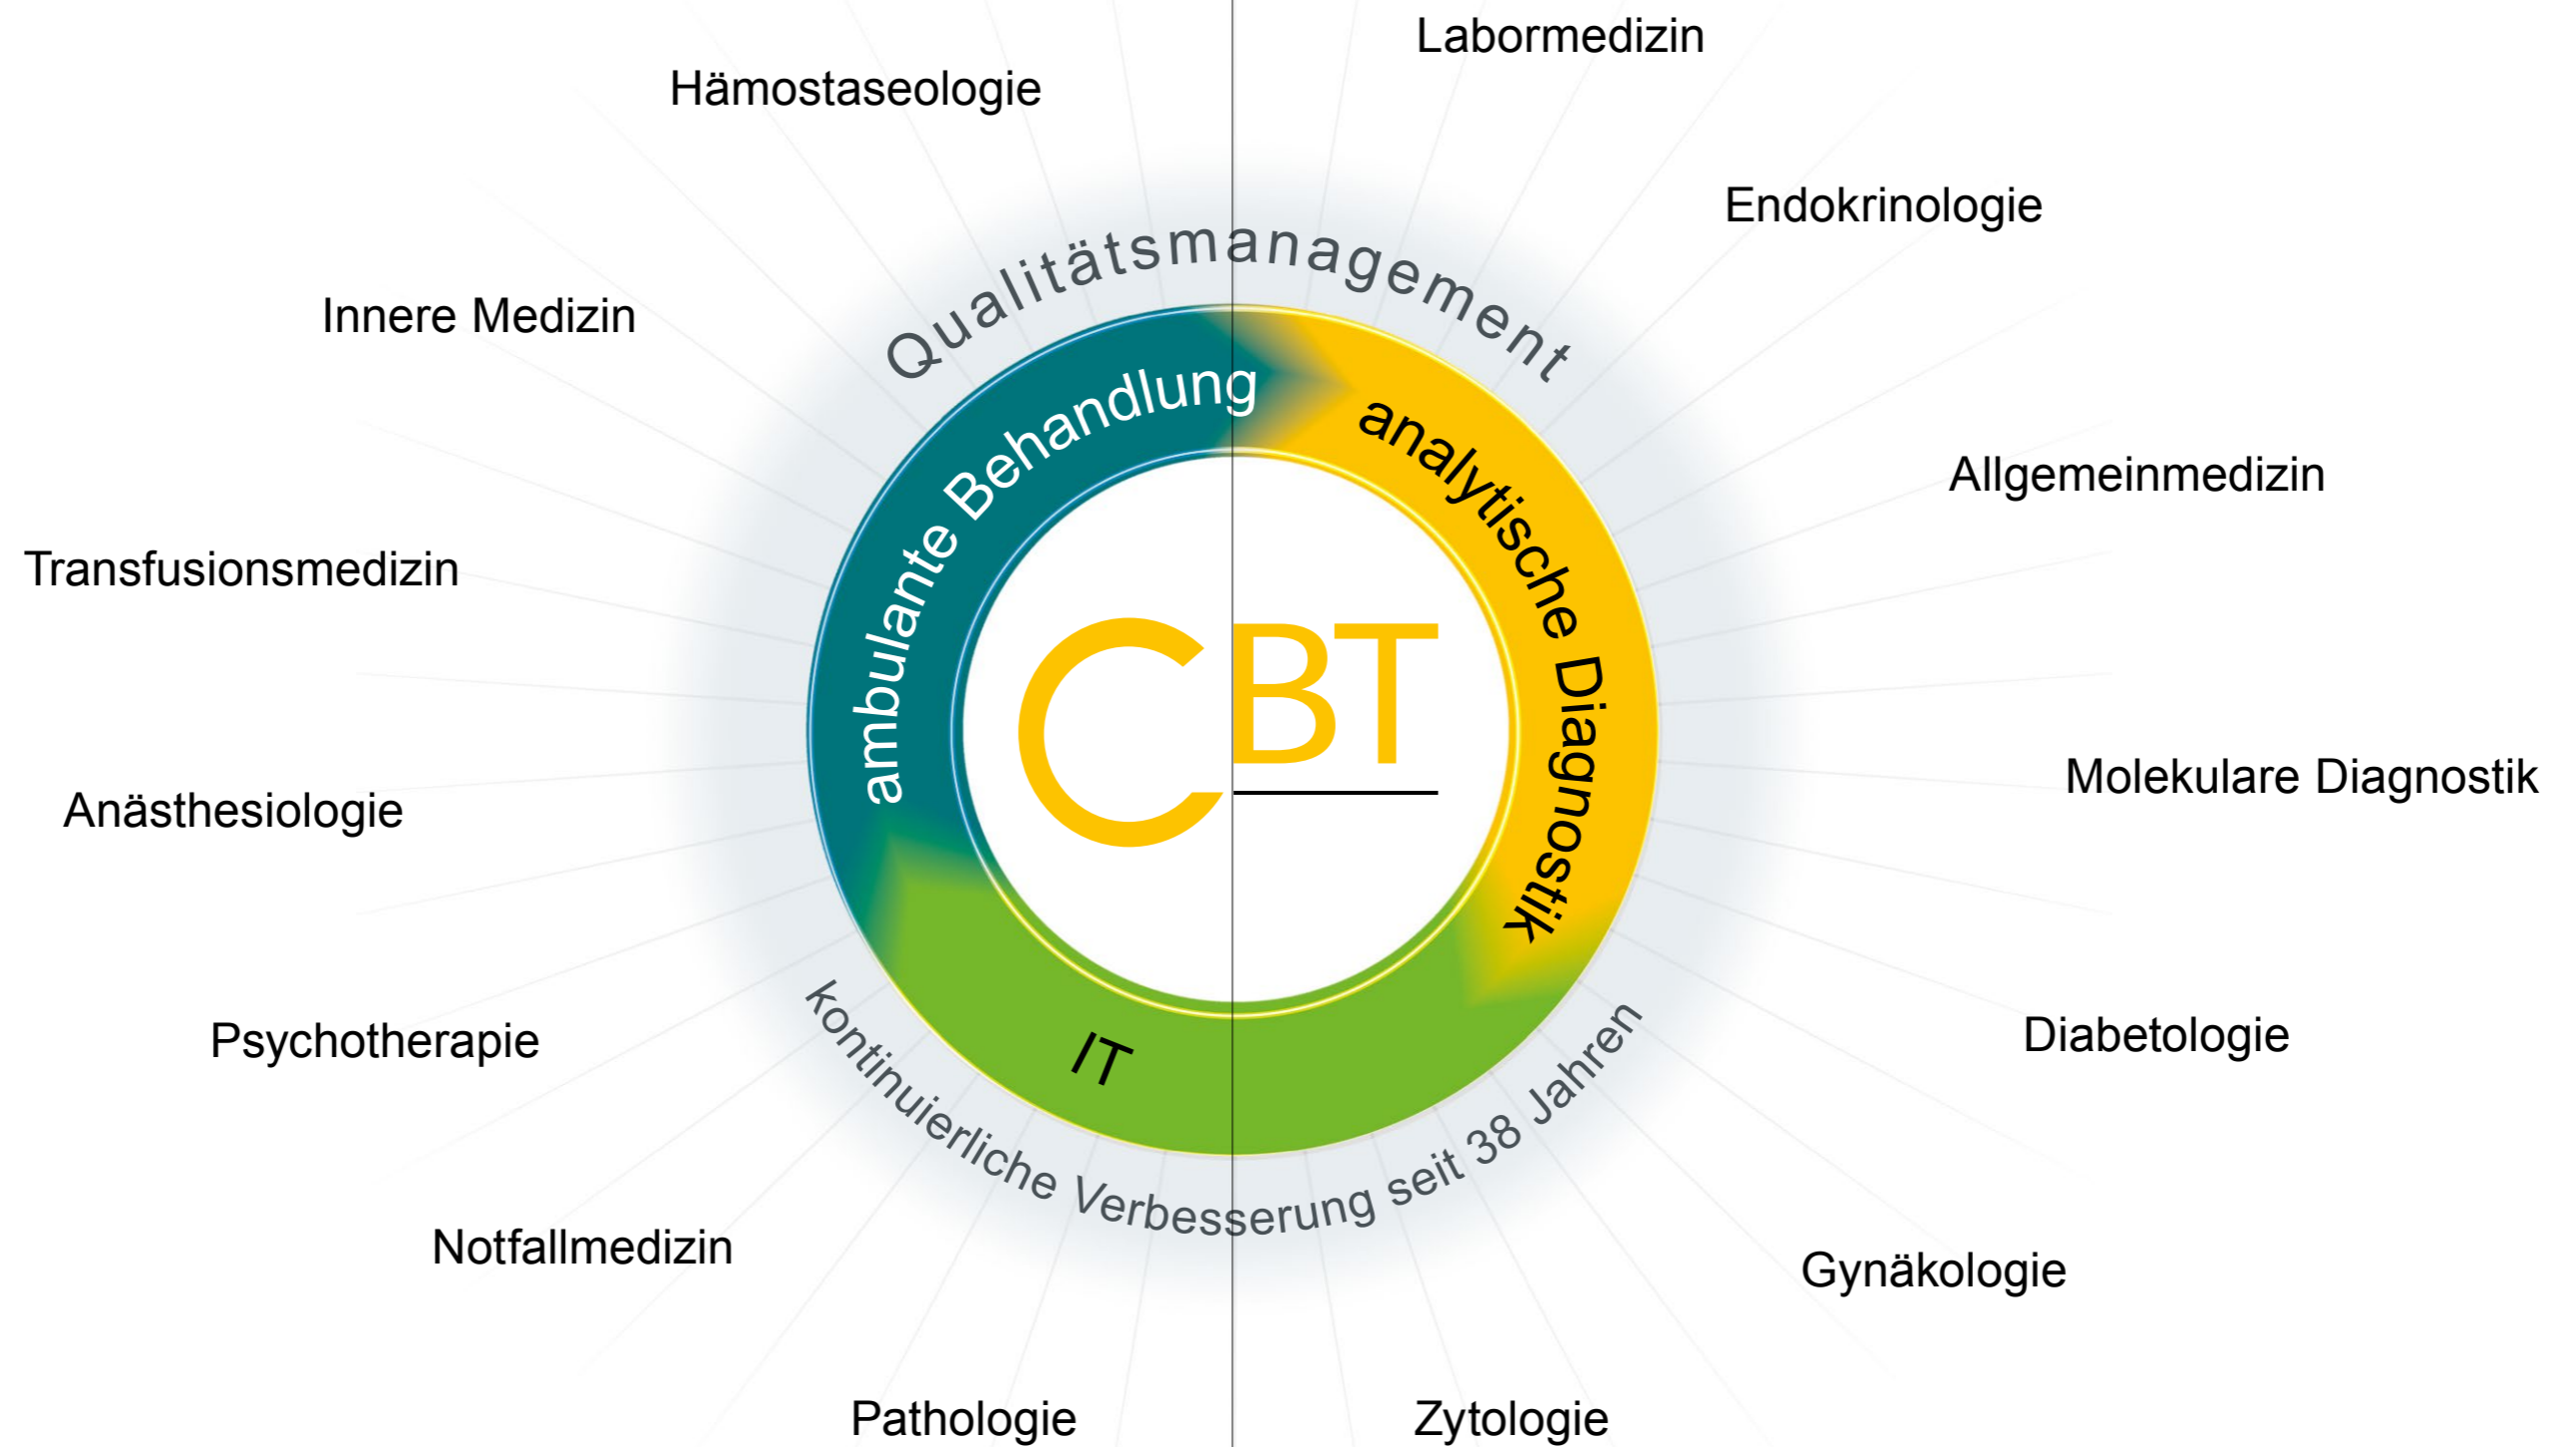 Labormedizin
Hämostaseologie
Endokrinologie
Qualitätsmanagement
Innere Medizin
ambulante Behandlung
analytische Diagnostik
Allgemeinmedizin
Transfusionsmedizin
CBT
Molekulare Diagnostik
Anästhesiologie
Psychotherapie
IT
Diabetologie
kontinuierliche Verbesserung seit 38 Jahren
Notfallmedizin
Gynäkologie
Pathologie
Zytologie